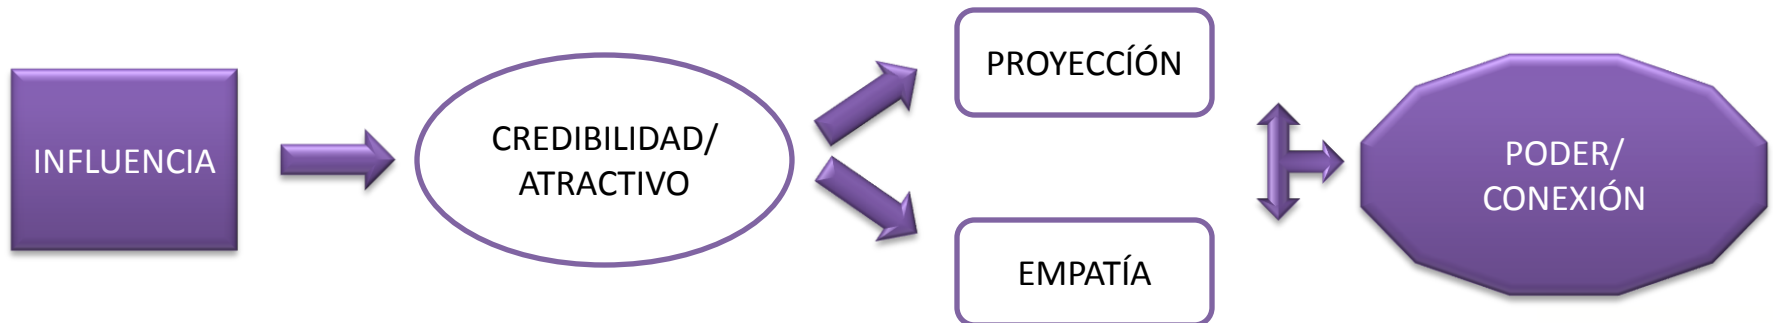 INFLUENCIA
CREDIBILIDAD/
ATRACTIVO
PROYECCÍÓN
EMPATÍA
PODER/
CONEXIÓN